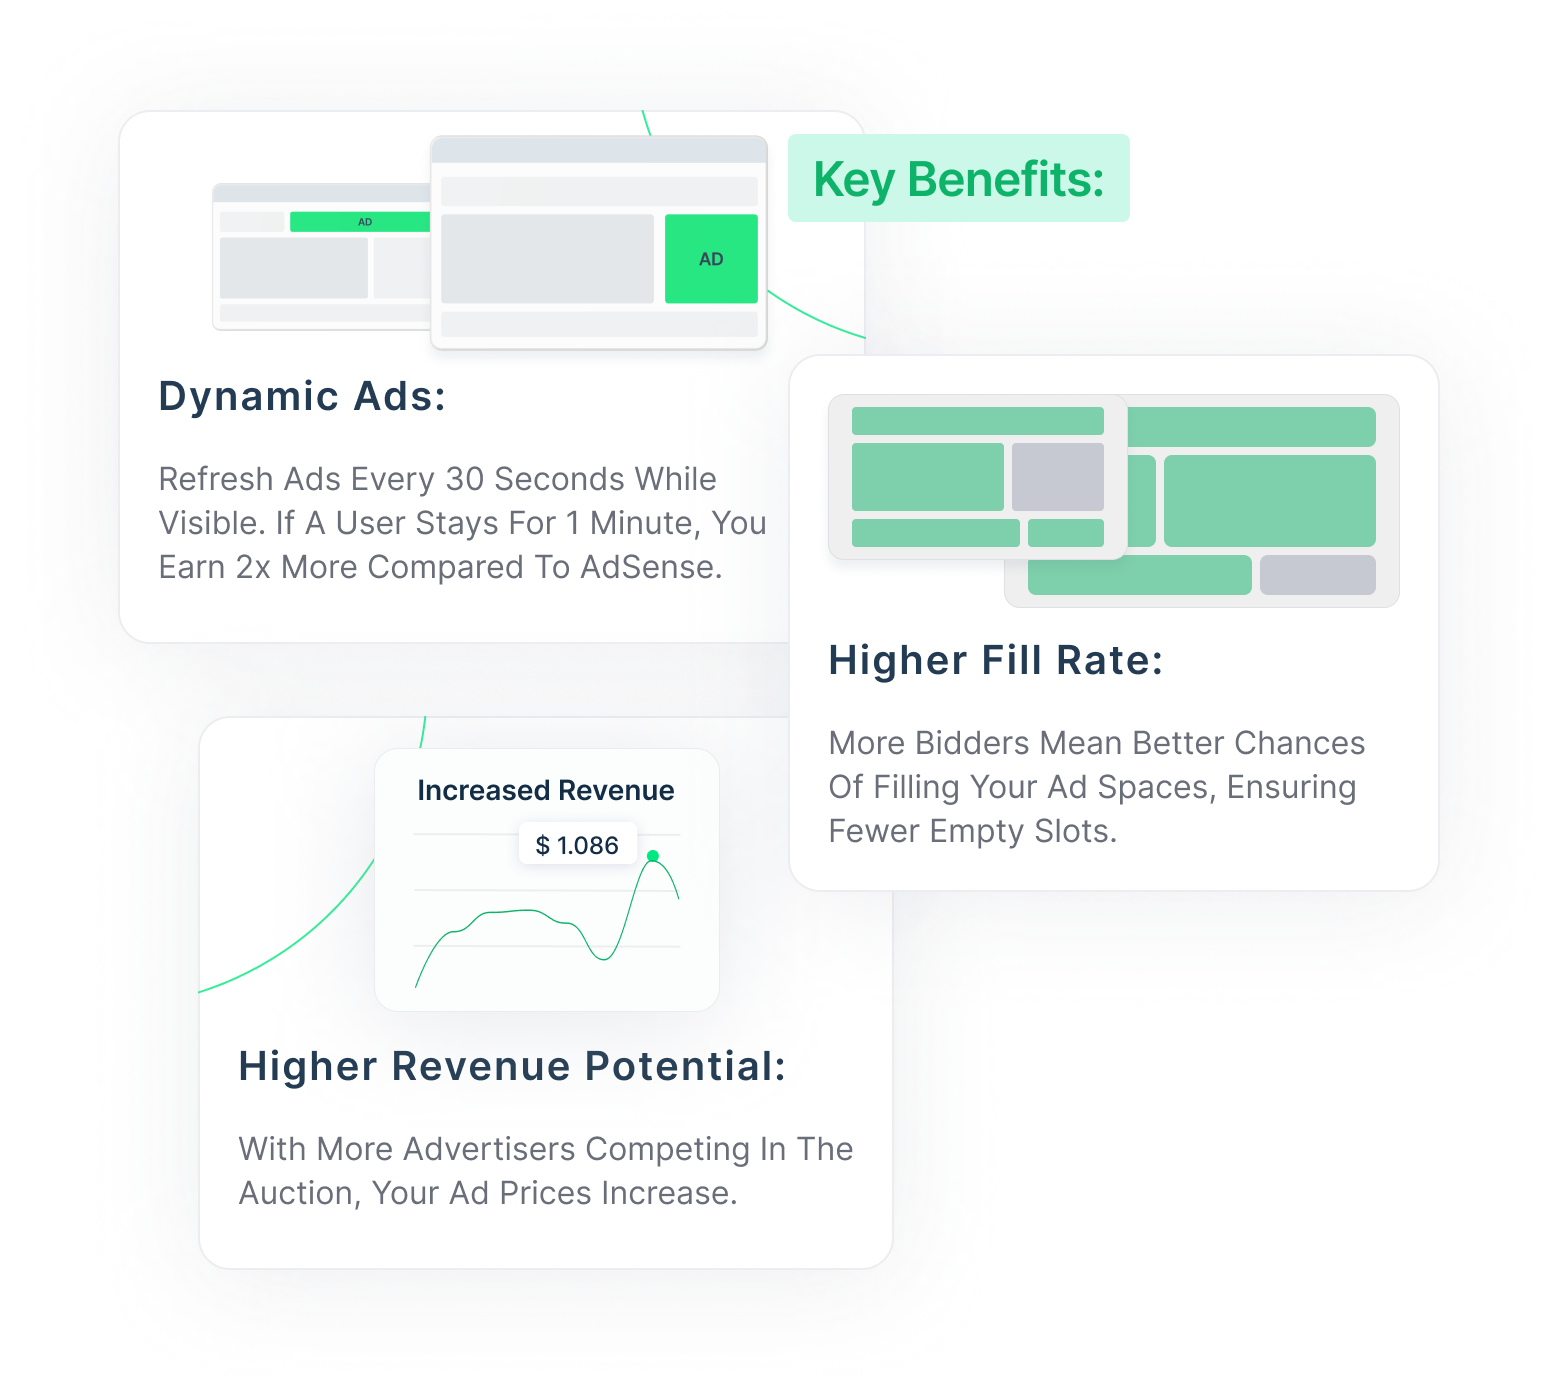 Key Benefits:
AD
AD
Dynamic Ads:
Refresh Ads Every 30 Seconds While
Visible. If A User Stays For 1 Minute, You
Earn 2x More Compared To AdSense.
Higher Fill Rate:
More Bidders Mean Better Chances
Of Filling Your Ad Spaces, Ensuring
Fewer Empty Slots.
Increased Revenue
$ 1.086
Higher Revenue Potential:
With More Advertisers Competing In The
Auction, Your Ad Prices Increase.